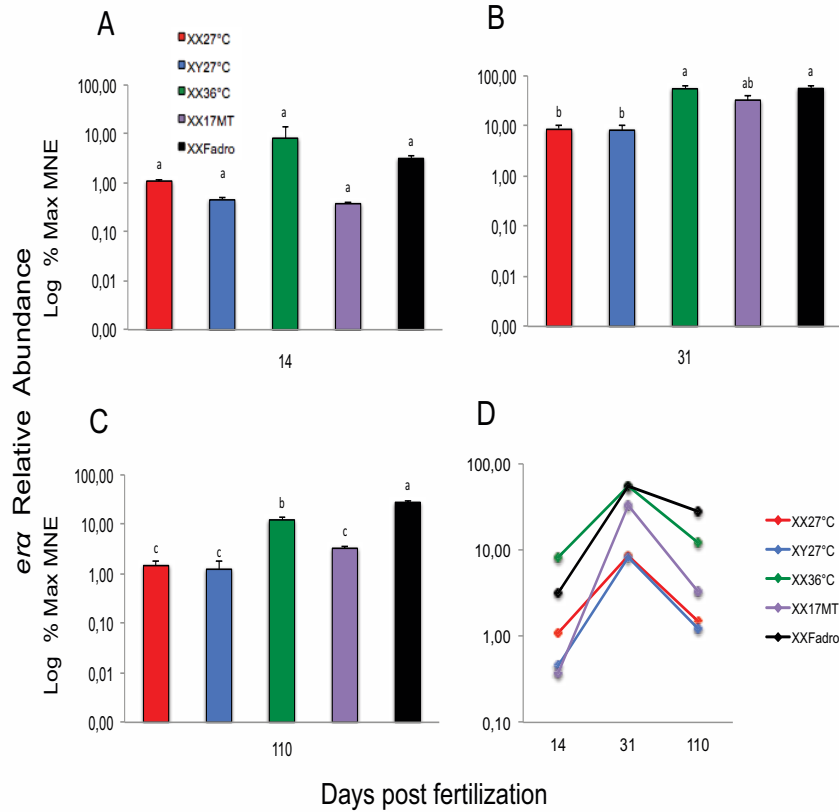 A
XX27°C
XY27°C
XX36°C
XX17MT
XXFadro
100,00
10,00
1,00
0,10
0,01
0,00
a
a
a
a
a
14
B
100,00
10,00
1,00
0,10
0,01
0,00
b
b
a
ab
a
31
C
100,00
10,00
1,00
0,10
0,01
0,00
c
c
b
c
a
110
D
100,00
10,00
1,00
0,10
14
31
110
XX27°C
XY27°C
XX36°C
XX17MT
XXFadro
erα Relative Abundance
Log % Max MNE
Log % Max MNE
Days post fertilization